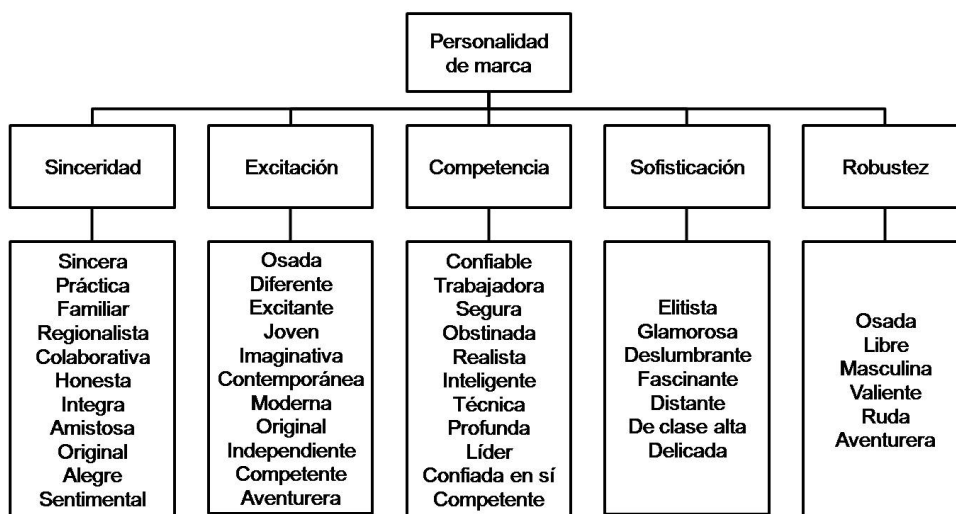 Personalidad
de marca
Sinceridad
Excitación
Competencia
Sofisticación
Robustez
Sincera
Práctica
Familiar
Regionalista
Colaborativa
Honesta
Integra
Amistosa
Original
Alegre
Sentimental
Osada
Diferente
Excitante
Joven
Imaginativa
Contemporánea
Moderna
Original
Independiente
Competente
Aventurera
Confiable
Trabajadora
Segura
Obstinada
Realista
Inteligente
Técnica
Profunda
Líder
Confiada en sí
Competente
Elitista
Glamorosa
Deslumbrante
Fascinante
Distante
De clase alta
Delicada
Osada
Libre
Masculina
Valiente
Ruda
Aventurera